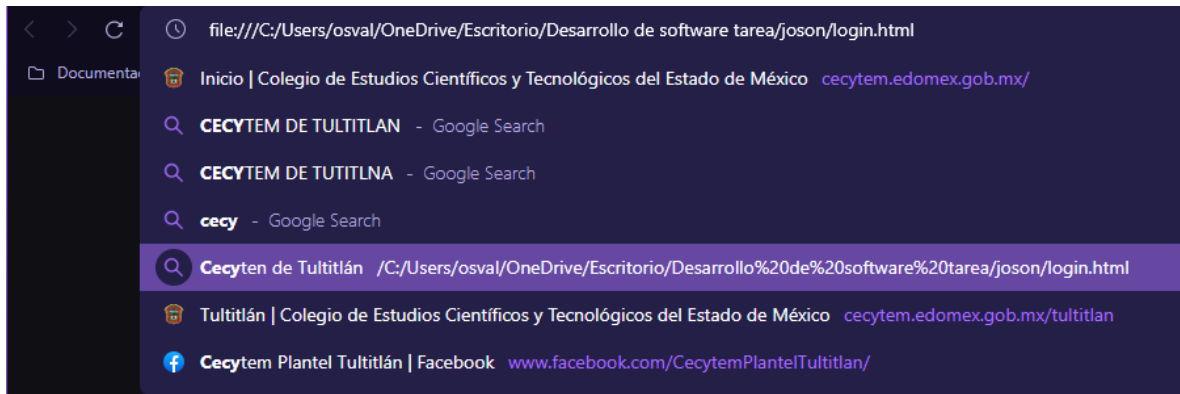 file:///C:/Users/osval/OneDrive/Escritorio/Desarrollo de software tarea/joson/login.html
Documenta
Inicio | Colegio de Estudios Científicos y Tecnológicos del Estado de México cecytem.edomex.gob.mx/
CECYTEM DE TULTITLAN - Google Search
CECYTEM DE TUTITLNA - Google Search
cecy - Google Search
Cecyten de Tultitlán /C:/Users/osval/OneDrive/Escritorio/Desarrollo%20de%20software%20tarea/joson/login.html
Tultitlán | Colegio de Estudios Científicos y Tecnológicos del Estado de México cecytem.edomex.gob.mx/tultitlan
Cecytem Plantel Tultitlán | Facebook www.facebook.com/CecytemPlantelTultitlan/